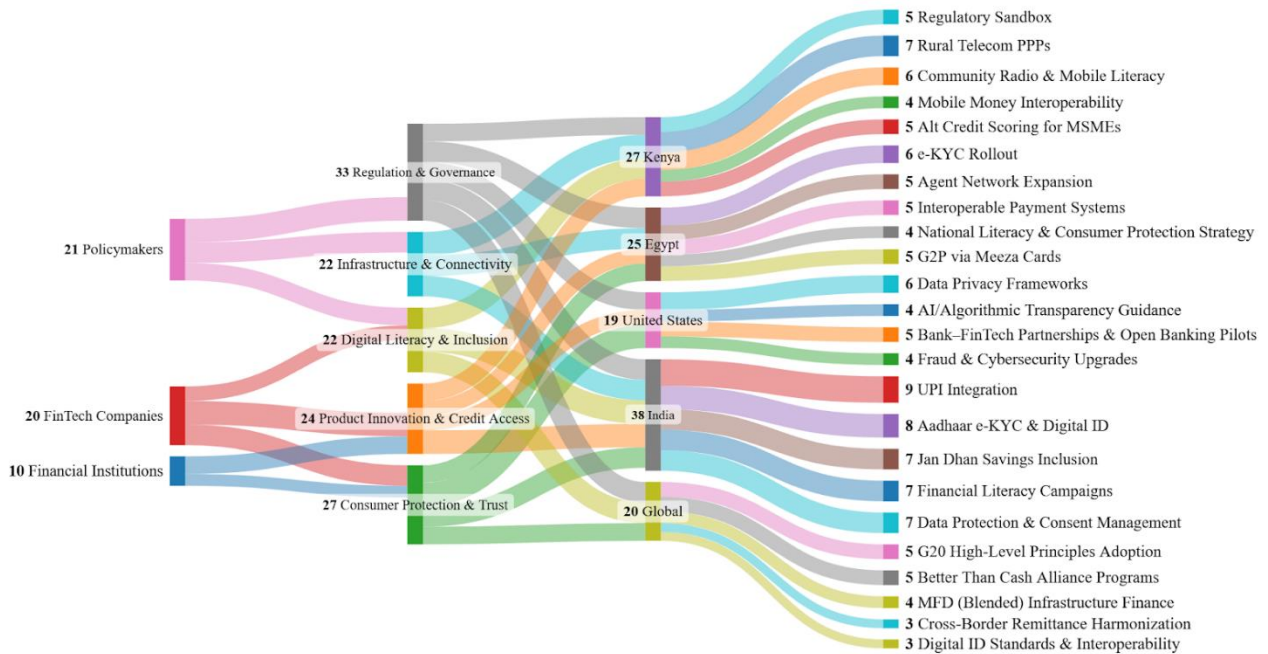 21 Policymakers
20 FinTech Companies
10 Financial Institutions
33 Regulation & Governance
22 Infrastructure & Connectivity
22 Digital Literacy & Inclusion
24 Product Innovation & Credit Access
27 Consumer Protection & Trust
27 Kenya
25 Egypt
19 United States
38 India
20 Global
5 Regulatory Sandbox
7 Rural Telecom PPPs
6 Community Radio & Mobile Literacy
4 Mobile Money Interoperability
5 Alt Credit Scoring for MSMEs
6 e-KYC Rollout
5 Agent Network Expansion
5 Interoperable Payment Systems
4 National Literacy & Consumer Protection Strategy
5 G2P via Meeza Cards
6 Data Privacy Frameworks
4 AI/Algorithmic Transparency Guidance
5 Bank–FinTech Partnerships & Open Banking Pilots
4 Fraud & Cybersecurity Upgrades
9 UPI Integration
8 Aadhaar e-KYC & Digital ID
7 Jan Dhan Savings Inclusion
7 Financial Literacy Campaigns
7 Data Protection & Consent Management
5 G20 High-Level Principles Adoption
5 Better Than Cash Alliance Programs
4 MFD (Blended) Infrastructure Finance
3 Cross-Border Remittance Harmonization
3 Digital ID Standards & Interoperability